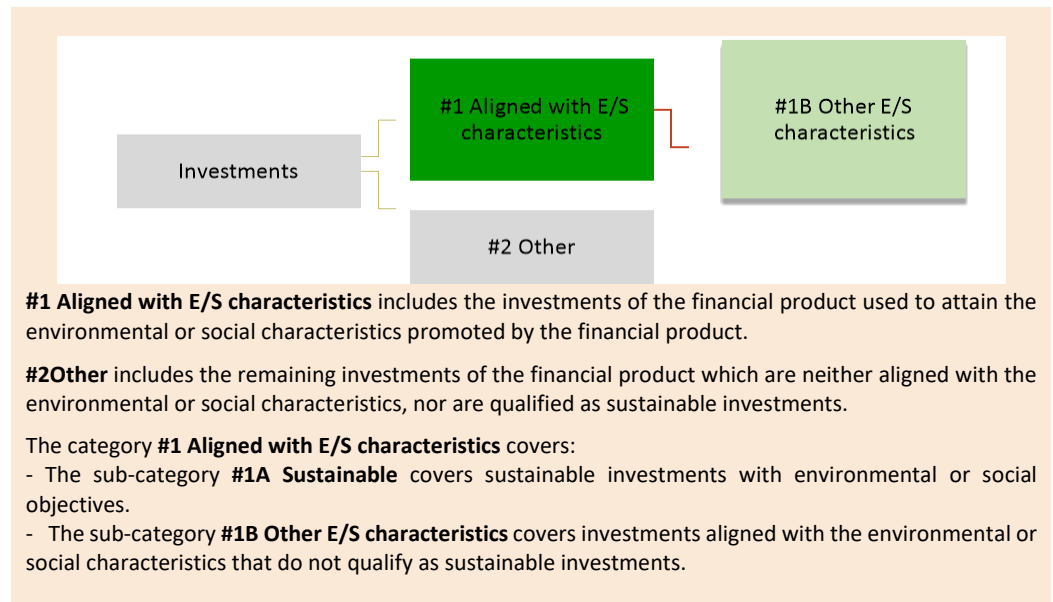 #1 Aligned with E/S
characteristics
#1B Other E/S
characteristics
Investments
#2 Other
#1 Aligned with E/S characteristics includes the investments of the financial product used to attain the
environmental or social characteristics promoted by the financial product.
#2Other includes the remaining investments of the financial product which are neither aligned with the
environmental or social characteristics, nor are qualified as sustainable investments.
The category #1 Aligned with E/S characteristics covers:
- The sub-category #1A Sustainable covers sustainable investments with environmental or social
objectives.
- The sub-category #1B Other E/S characteristics covers investments aligned with the environmental or
social characteristics that do not qualify as sustainable investments.